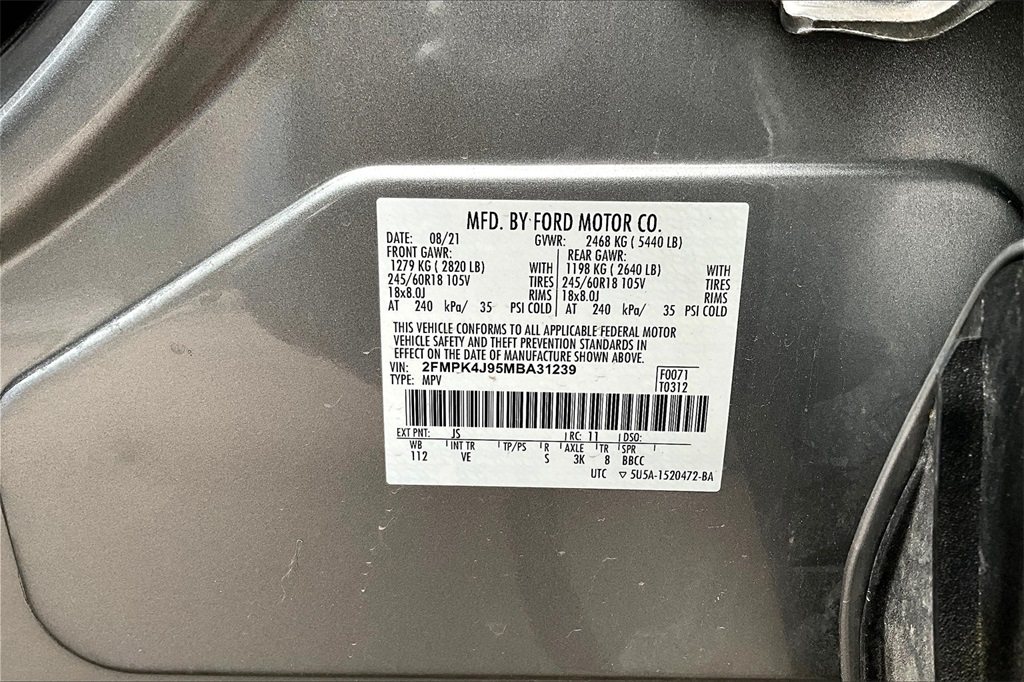 MFD. BY FORD MOTOR CO.
DATE: 08/21 GVWR: 2468 KG ( 5440 LB)
FRONT GAWR: REAR GAWR:
1279 KG ( 2820 LB) WITH 1198 KG ( 2640 LB) WITH
245/60R18 105V TIRES 245/60R18 105V TIRES
18x8.0J RIMS 18x8.0J RIMS
AT 240 kPa/ 35 PSI COLD AT 240 kPa/ 35 PSI COLD
THIS VEHICLE CONFORMS TO ALL APPLICABLE FEDERAL MOTOR
VEHICLE SAFETY AND THEFT PREVENTION STANDARDS IN
EFFECT ON THE DATE OF MANUFACTURE SHOWN ABOVE.
VIN: 2FMPK4J95MBA31239 F0071
TYPE: MPV T0312
EXT PNT: JS RC: 11 DSO:
WB INT TR TP/PS R AXLE TR SPR
112 VE S 3K 8 BBCC
UTC ▽ 5U5A-1520472-BA